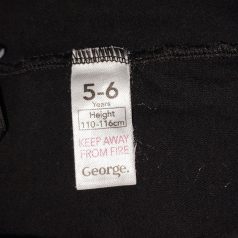 5-6
Years
Height
110-116cm
KEEP AWAY
FROM FIRE
George.